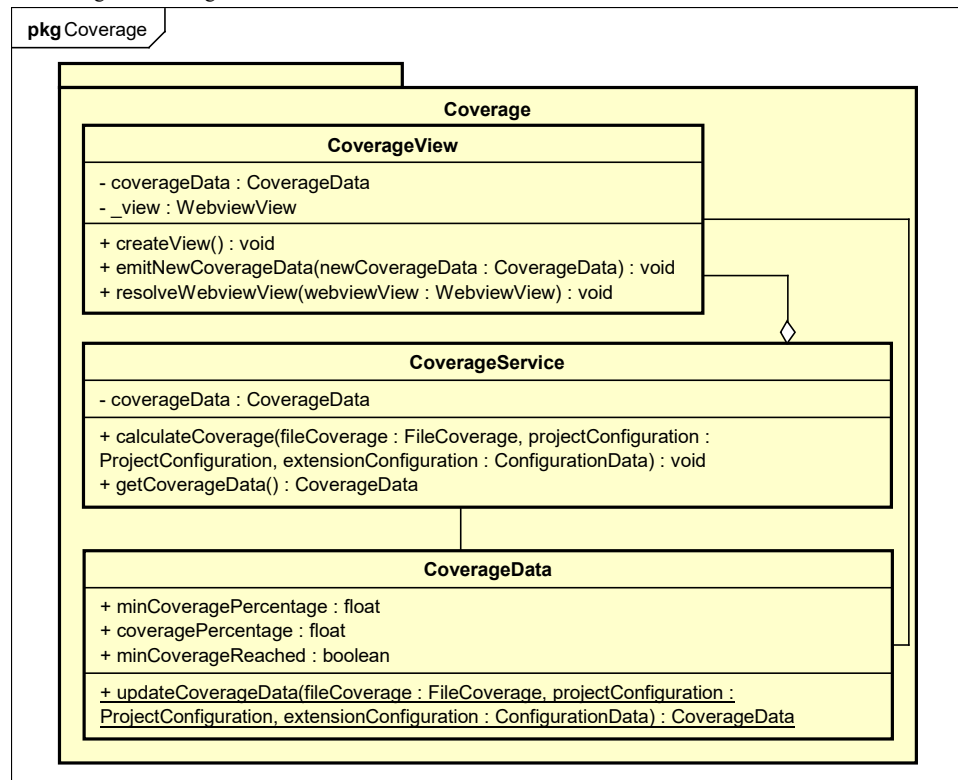 pkg Coverage
Coverage
CoverageView
- coverageData : CoverageData
- _view : WebviewView
+ createView() : void
+ emitNewCoverageData(newCoverageData : CoverageData) : void
+ resolveWebviewView(webviewView : WebviewView) : void
CoverageService
- coverageData : CoverageData
+ calculateCoverage(fileCoverage : FileCoverage, projectConfiguration :
ProjectConfiguration, extensionConfiguration : ConfigurationData) : void
+ getCoverageData() : CoverageData
CoverageData
+ minCoveragePercentage : float
+ coveragePercentage : float
+ minCoverageReached : boolean
+ updateCoverageData(fileCoverage : FileCoverage, projectConfiguration :
ProjectConfiguration, extensionConfiguration : ConfigurationData) : CoverageData